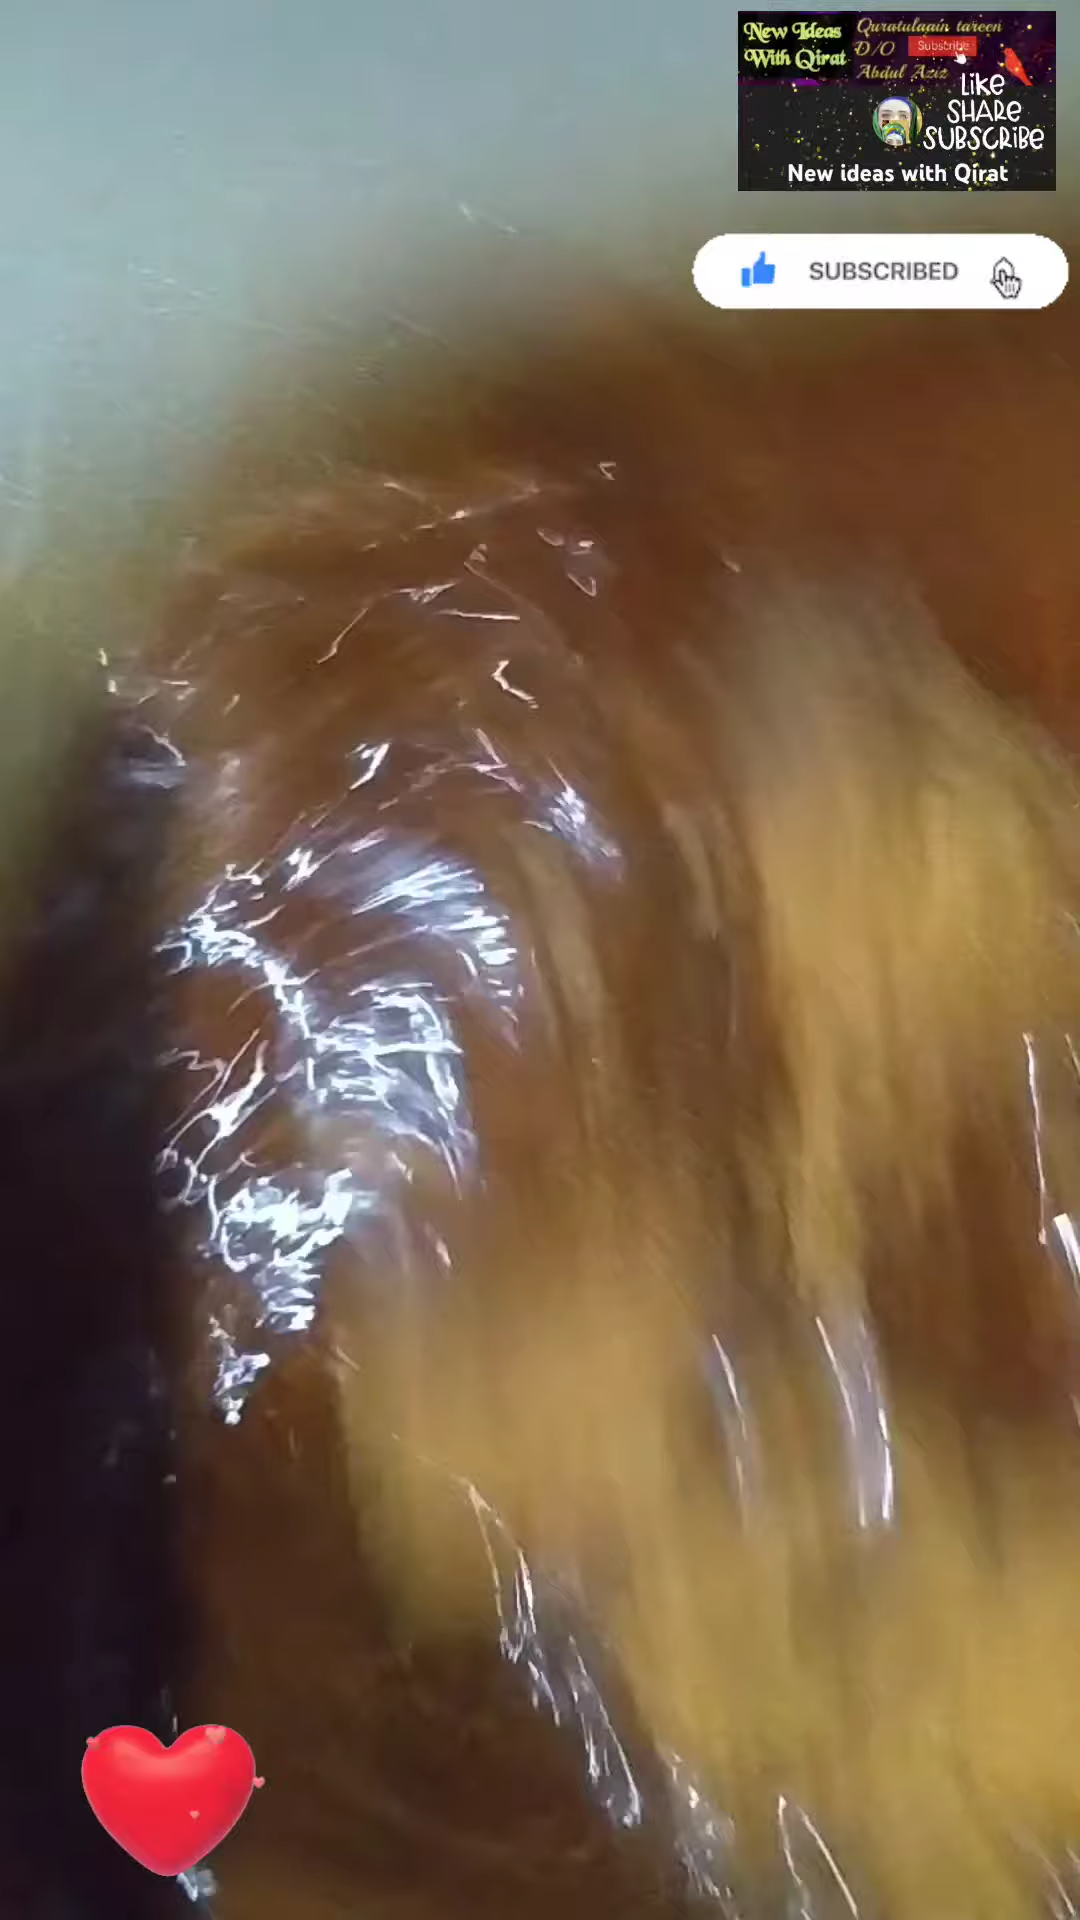 New Ideas
With Qirat
Quratulaain tareen
D/O
Subscribe
Abdul Aziz
LIKE
SHARE
SUBSCRIBE
New ideas with Qirat
SUBSCRIBED